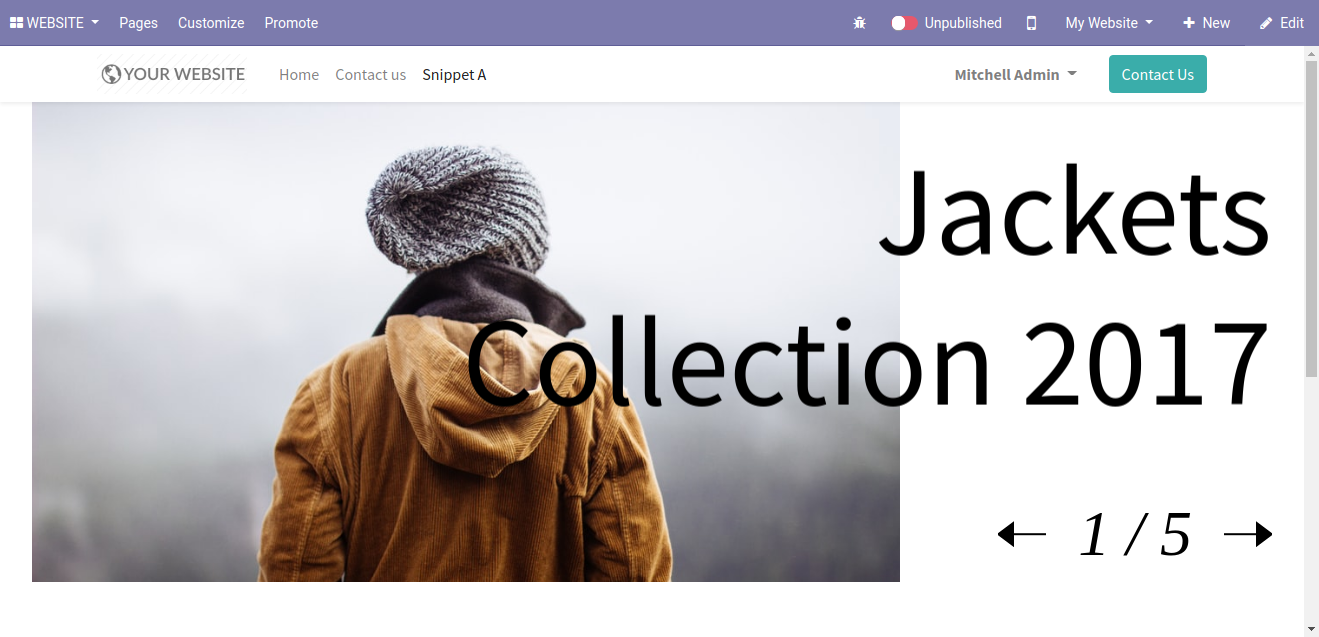 WEBSITE Pages Customize Promote Unpublished My Website New Edit
YOUR WEBSITE Home Contact us Snippet A Mitchell Admin Contact Us
Jackets
Collection 2017
1 / 5